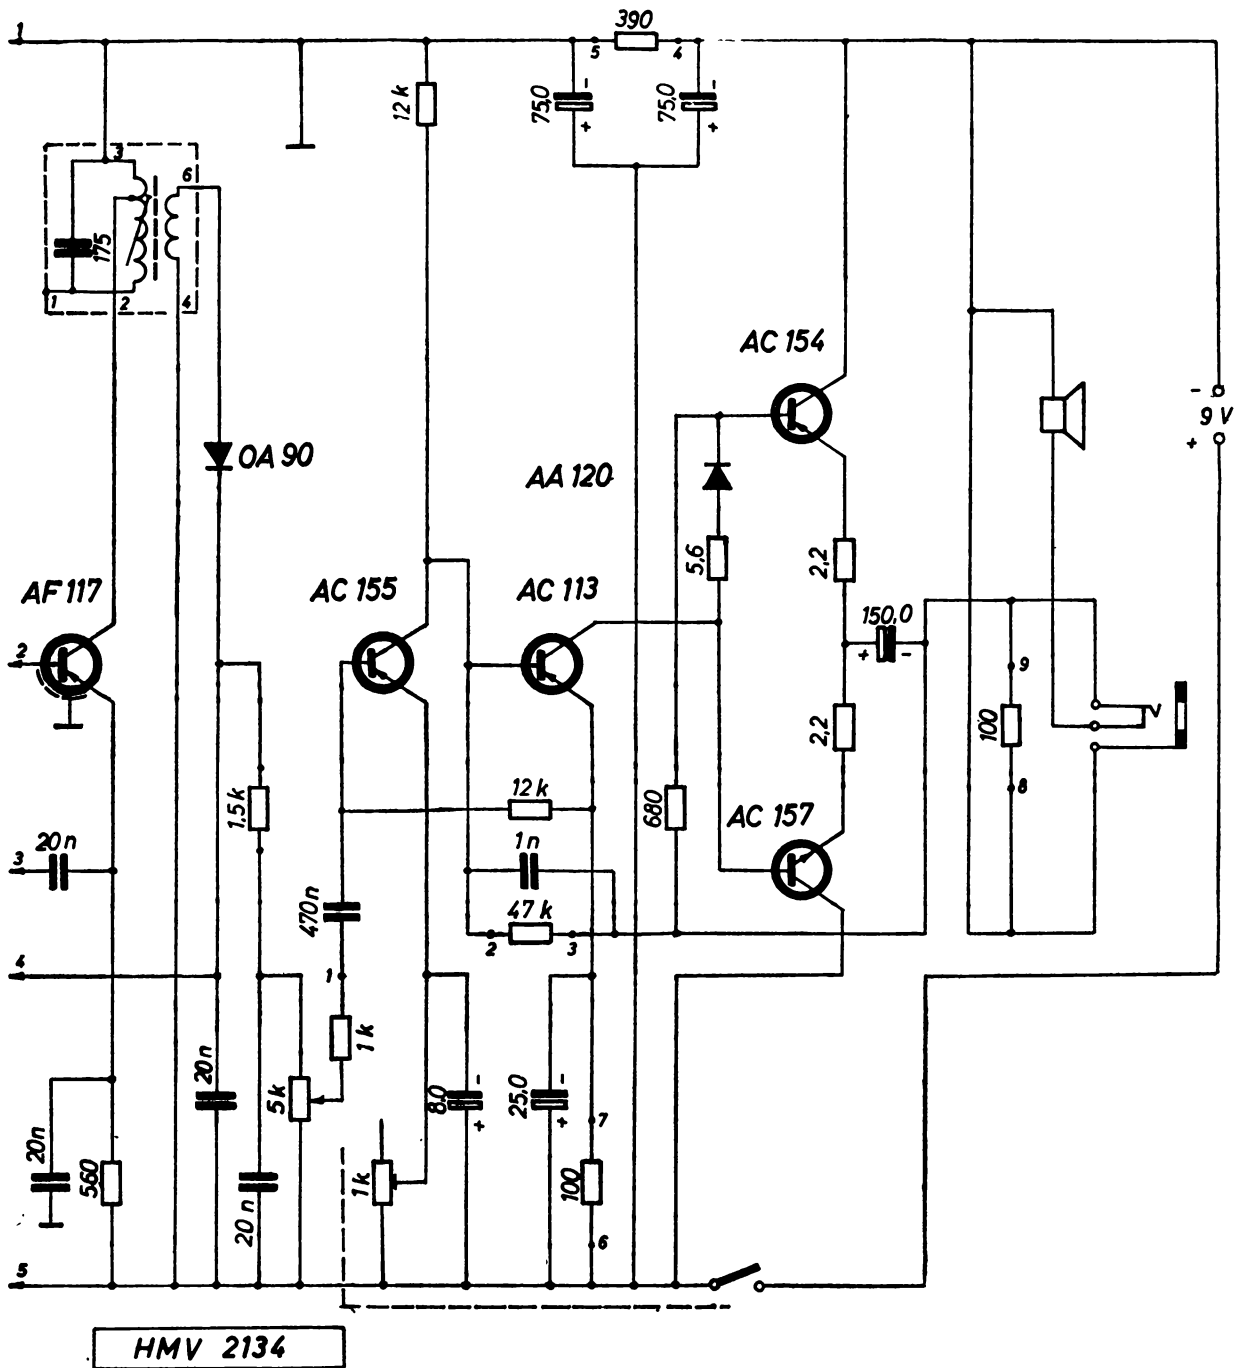 1
390
5
4
12 k
75,0
-
+
75,0
-
+
3
6
175
1
2
4
AC 154
-
9 V
+
OA 90
AA 120
5,6
2,2
AF 117
AC 155
AC 113
150,0
+
-
2
9
100
2,2
1,5 k
12 k
680
AC 157
8
20 n
3
1 n
470 n
47 k
2
3
4
1
1 k
20 n
5 k
8,0
-
+
25,0
-
+
7
20 n
560
20 n
1 k
100
6
5
HMV 2134